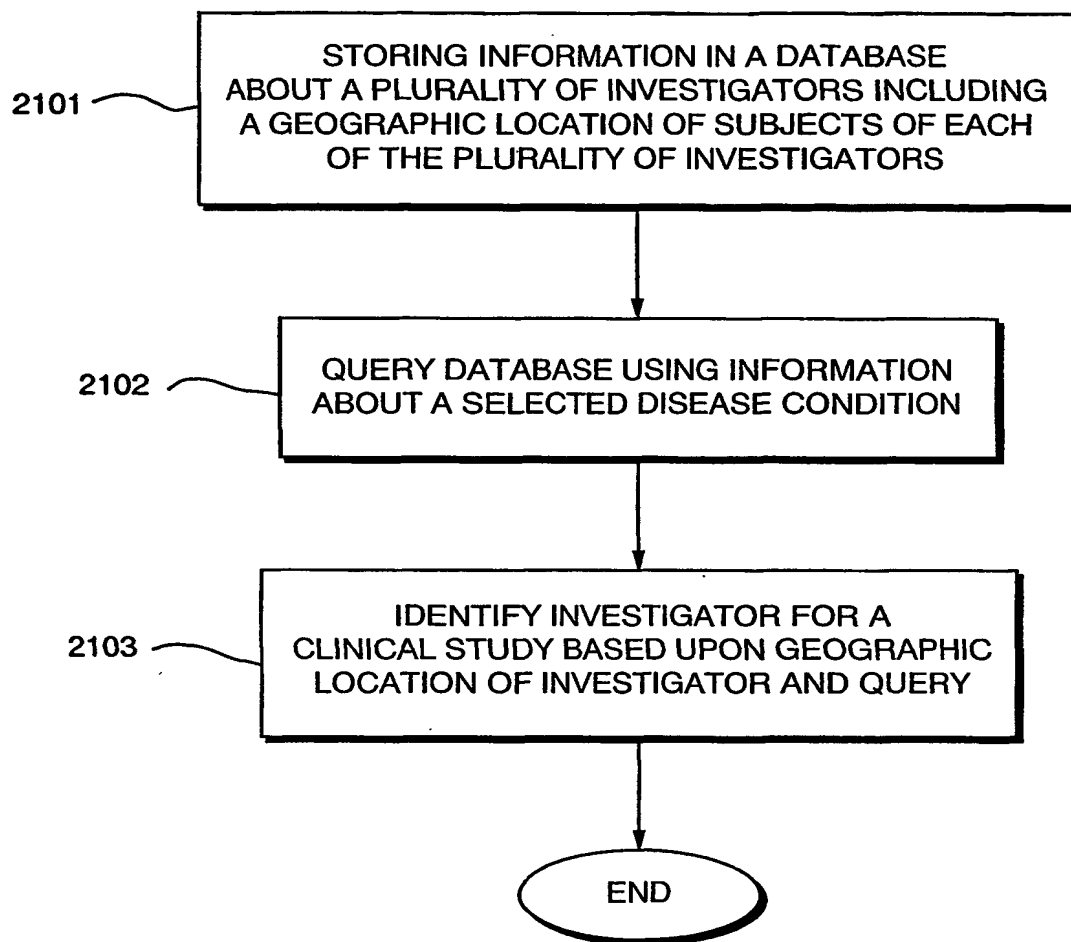 2101
STORING INFORMATION IN A DATABASE
ABOUT A PLURALITY OF INVESTIGATORS INCLUDING
A GEOGRAPHIC LOCATION OF SUBJECTS OF EACH
OF THE PLURALITY OF INVESTIGATORS
2102
QUERY DATABASE USING INFORMATION
ABOUT A SELECTED DISEASE CONDITION
2103
IDENTIFY INVESTIGATOR FOR A
CLINICAL STUDY BASED UPON GEOGRAPHIC
LOCATION OF INVESTIGATOR AND QUERY
END